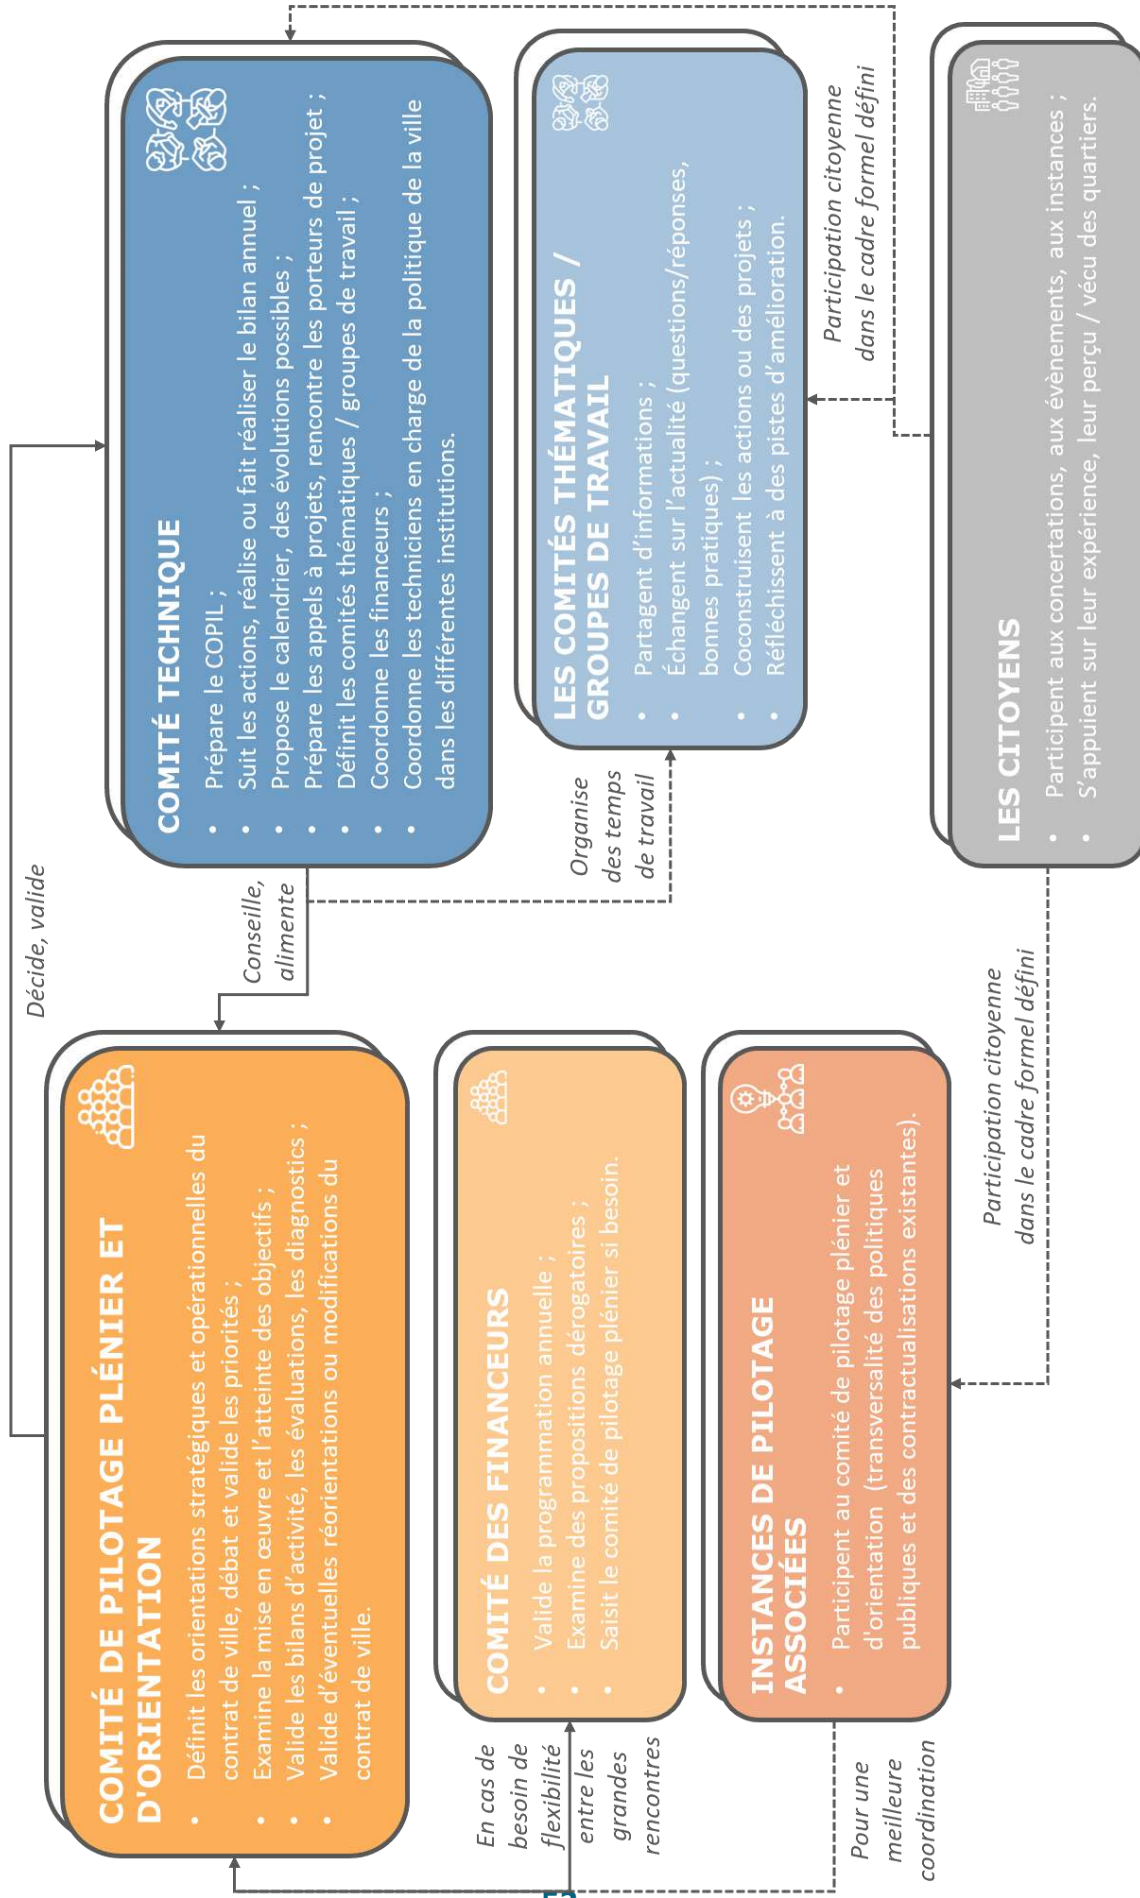 Décide, valide
COMITÉ DE PILOTAGE PLÉNIER ET
D'ORIENTATION
• Définit les orientations stratégiques et opérationnelles du
contrat de ville, débat et valide les priorités ;
• Examine la mise en œuvre et l'atteinte des objectifs ;
• Valide les bilans d'activité, les évaluations, les diagnostics ;
• Valide d'éventuelles réorientations ou modifications du
contrat de ville.
Conseille,
alimente
COMITÉ TECHNIQUE
• Prépare le COPIL ;
• Suit les actions, réalise ou fait réaliser le bilan annuel ;
• Propose le calendrier, des évolutions possibles ;
• Prépare les appels à projets, rencontre les porteurs de projet ;
• Définit les comités thématiques / groupes de travail ;
• Coordonne les financeurs ;
• Coordonne les techniciens en charge de la politique de la ville
dans les différentes institutions.
En cas de
besoin de
flexibilité
entre les
grandes
rencontres
COMITÉ DES FINANCEURS
• Valide la programmation annuelle ;
• Examine des propositions dérogatoires ;
• Saisit le comité de pilotage plénier si besoin.
Organise
des temps
de travail
LES COMITÉS THÉMATIQUES /
GROUPES DE TRAVAIL
• Partagent d'informations ;
• Échangent sur l'actualité (questions/réponses,
bonnes pratiques) ;
• Coconstruisent les actions ou des projets ;
• Réfléchissent à des pistes d'amélioration.
Pour une
meilleure
coordination
INSTANCES DE PILOTAGE
ASSOCIÉES
• Participent au comité de pilotage plénier et
d'orientation (transversalité des politiques
publiques et des contractualisations existantes).
Participation citoyenne
dans le cadre formel défini
Participation citoyenne
dans le cadre formel défini
LES CITOYENS
• Participent aux concertations, aux évènements, aux instances ;
• S'appuient sur leur expérience, leur perçu / vécu des quartiers.